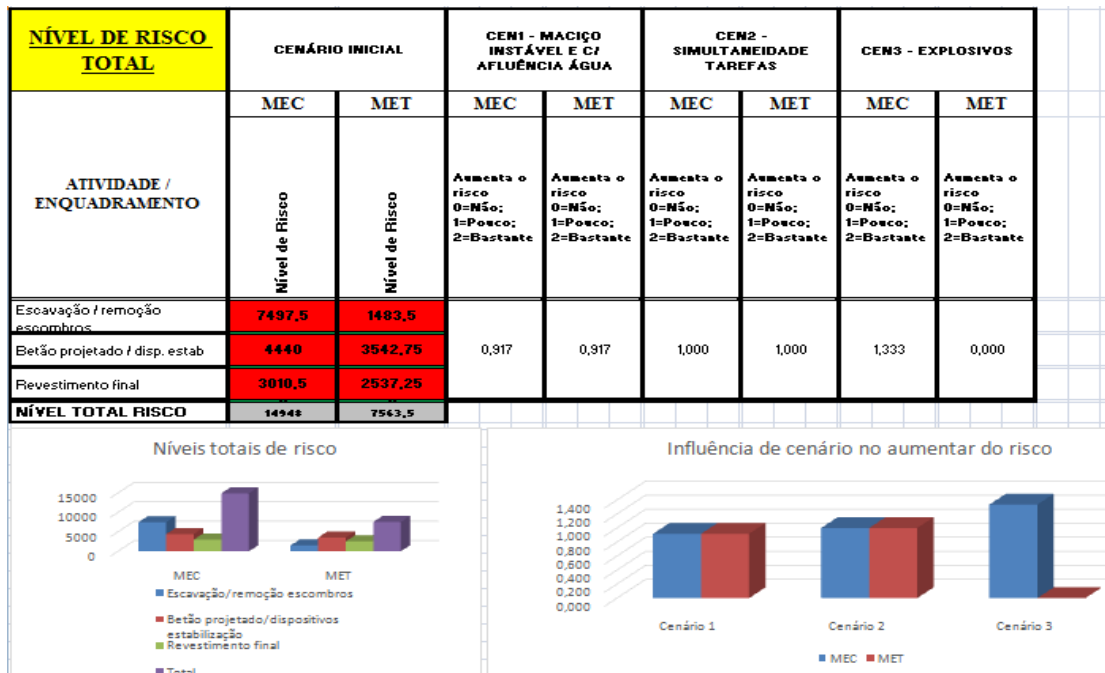 NÍVEL DE RISCO
TOTAL
CENÁRIO INICIAL
CEN1 - MACIÇO
INSTÁVEL E C/
AFLUÊNCIA ÁGUA
CEN2 -
SIMULTANEIDADE
TAREFAS
CEN3 - EXPLOSIVOS
MEC MET MEC MET MEC MET MEC MET
ATIVIDADE /
ENQUADRAMENTO
Nível de Risco
Nível de Risco
Aumenta o
risco
0=Não;
1=Pouco;
2=Bastante
Aumenta o
risco
0=Não;
1=Pouco;
2=Bastante
Aumenta o
risco
0=Não;
1=Pouco;
2=Bastante
Aumenta o
risco
0=Não;
1=Pouco;
2=Bastante
Aumenta o
risco
0=Não;
1=Pouco;
2=Bastante
Aumenta o
risco
0=Não;
1=Pouco;
2=Bastante
Escavação / remoção
escombros
7497,5 1483,5
Betão projetado / disp. estab 4440 3542,75 0,917 0,917 1,000 1,000 1,333 0,000
Revestimento final 3010,5 2537,25
NÍVEL TOTAL RISCO 14948 7563,5
Níveis totais de risco
15000
10000
5000
0
MEC MET
Escavação/remoção escombros
Betão projetado/dispositivos
estabilização
Revestimento final
Total
Influência de cenário no aumentar do risco
1,400
1,200
1,000
0,800
0,600
0,400
0,200
0,000
Cenário 1 Cenário 2 Cenário 3
MEC MET